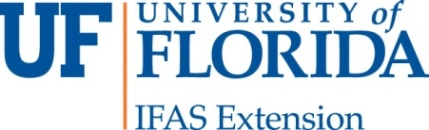 UF
UNIVERSITY of
FLORIDA
IFAS Extension